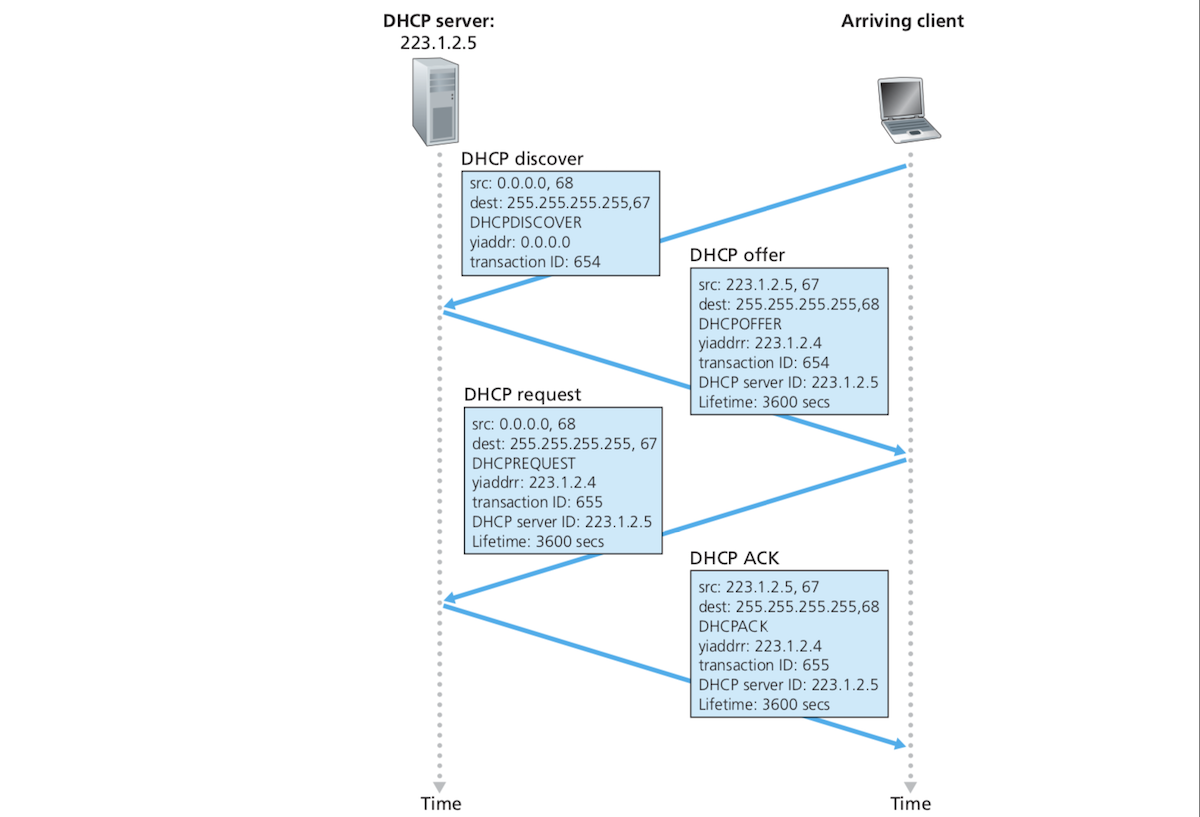 DHCP server:
223.1.2.5
Arriving client
DHCP discover
src: 0.0.0.0, 68
dest: 255.255.255.255,67
DHCPDISCOVER
yiaddr: 0.0.0.0
transaction ID: 654
DHCP offer
src: 223.1.2.5, 67
dest: 255.255.255.255,68
DHCPOFFER
yiaddrr: 223.1.2.4
transaction ID: 654
DHCP server ID: 223.1.2.5
Lifetime: 3600 secs
DHCP request
src: 0.0.0.0, 68
dest: 255.255.255.255, 67
DHCPREQUEST
yiaddrr: 223.1.2.4
transaction ID: 655
DHCP server ID: 223.1.2.5
Lifetime: 3600 secs
DHCP ACK
src: 223.1.2.5, 67
dest: 255.255.255.255,68
DHCPACK
yiaddrr: 223.1.2.4
transaction ID: 655
DHCP server ID: 223.1.2.5
Lifetime: 3600 secs
Time
Time